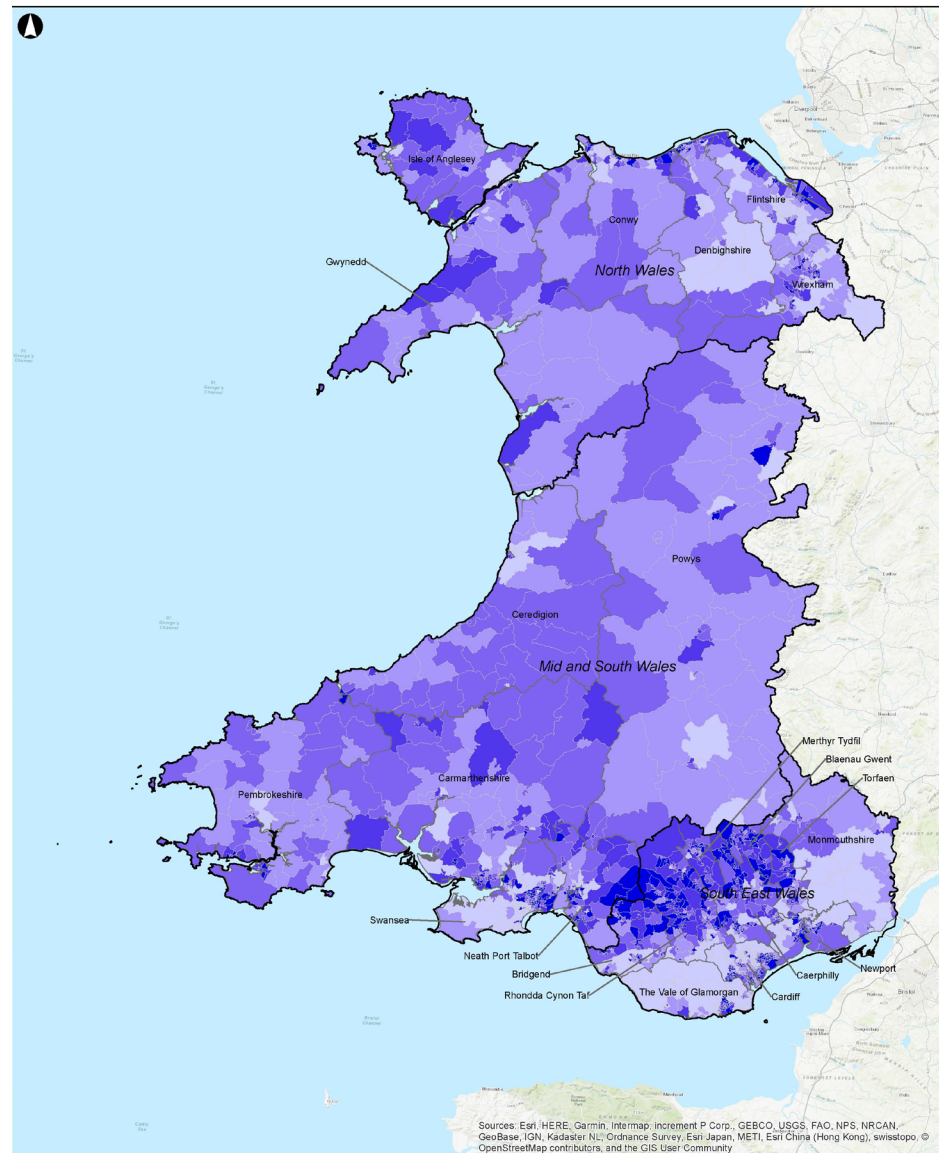 Isle of Anglesey
Flintshire
Conwy
Denbighshire
Gwynedd
North Wales
Wrexham
Powys
Ceredigion
Mid and South Wales
Merthyr Tydfil
Blaenau Gwent
Torfaen
Carmarthenshire
Pembrokeshire
Monmouthshire
South East Wales
Swansea
Neath Port Talbot
Newport
Bridgend
Caerphilly
Rhondda Cynon Taf
The Vale of Glamorgan
Cardiff
Bristol
Sources: Esri, HERE, Garmin, Intermap, increment P Corp., GEBCO, USGS, FAO, NPS, NRCAN,
GeoBase, IGN, Kadaster NL, Ordnance Survey, Esri Japan, METI, Esri China (Hong Kong), swisstopo, ©
OpenStreetMap contributors, and the GIS User Community